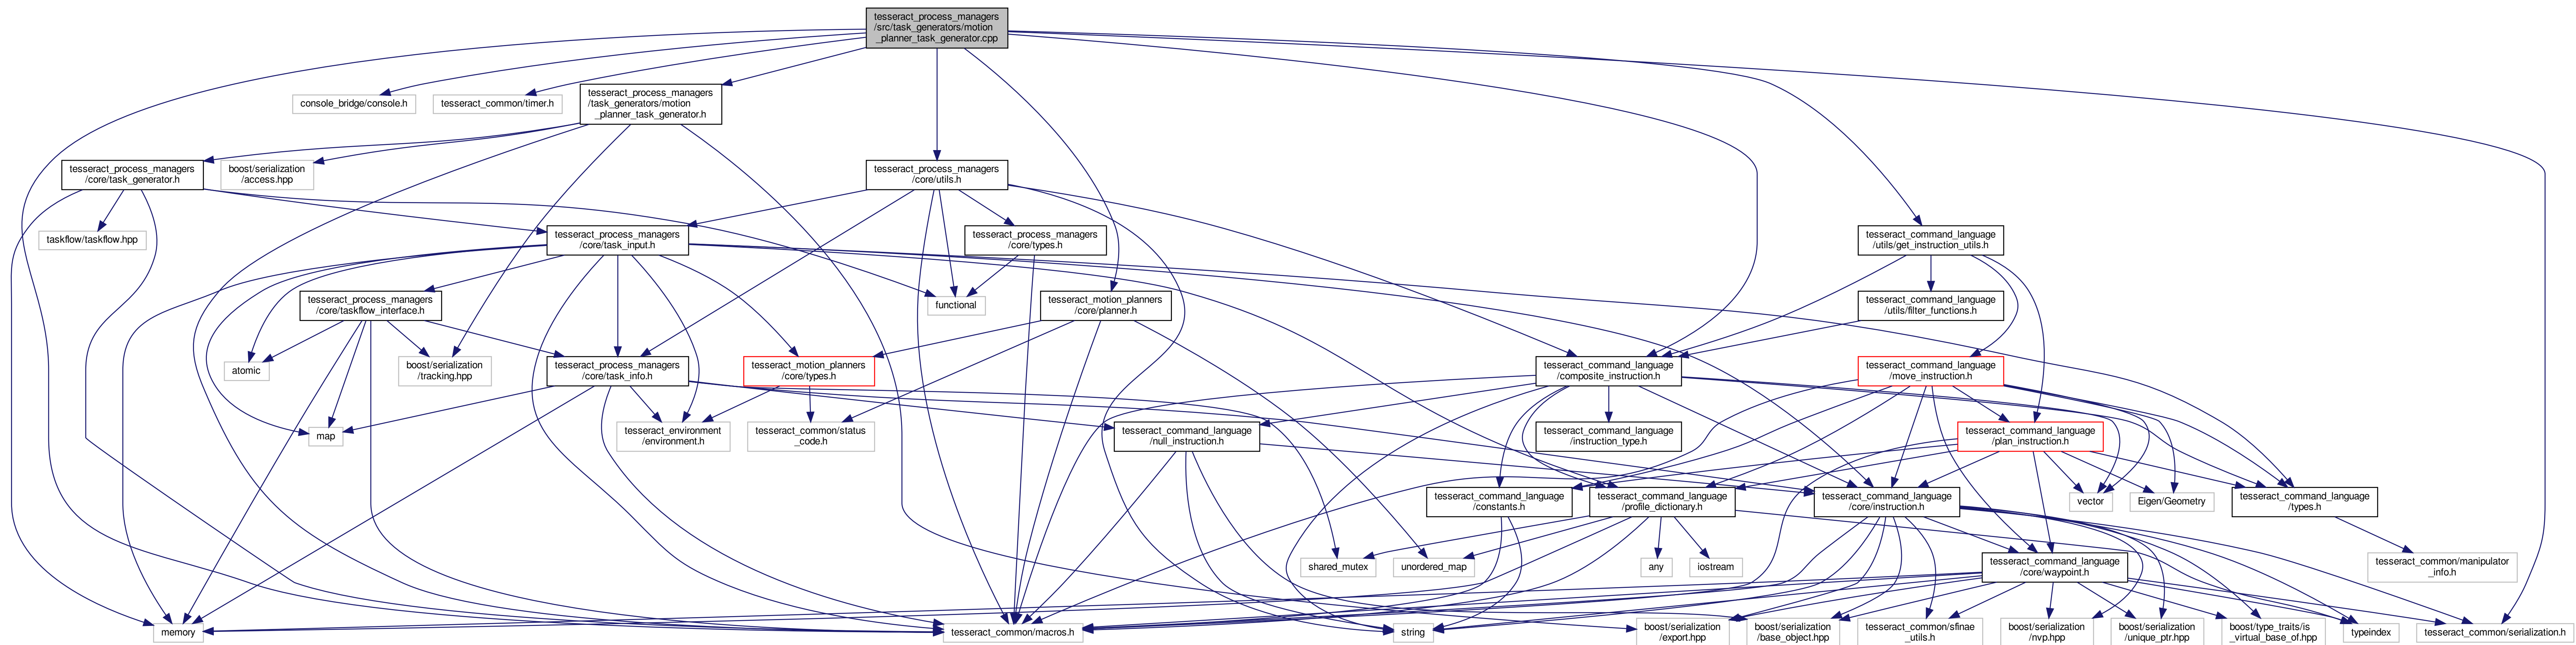 tesseract_process_managers
/src/task_generators/motion
_planner_task_generator.cpp
console_bridge/console.h
tesseract_common/timer.h
tesseract_process_managers
/task_generators/motion
_planner_task_generator.h
tesseract_process_managers
/core/task_generator.h
boost/serialization
/access.hpp
tesseract_process_managers
/core/utils.h
taskflow/taskflow.hpp
tesseract_process_managers
/core/task_input.h
tesseract_process_managers
/core/types.h
tesseract_command_language
/utils/get_instruction_utils.h
tesseract_process_managers
/core/taskflow_interface.h
functional
tesseract_motion_planners
/core/planner.h
tesseract_command_language
/utils/filter_functions.h
atomic
boost/serialization
/tracking.hpp
tesseract_process_managers
/core/task_info.h
tesseract_motion_planners
/core/types.h
tesseract_command_language
/composite_instruction.h
tesseract_command_language
/move_instruction.h
map
tesseract_environment
/environment.h
tesseract_common/status
_code.h
tesseract_command_language
/null_instruction.h
tesseract_command_language
/instruction_type.h
tesseract_command_language
/plan_instruction.h
tesseract_command_language
/constants.h
tesseract_command_language
/profile_dictionary.h
tesseract_command_language
/core/instruction.h
vector
Eigen/Geometry
tesseract_command_language
/types.h
shared_mutex
unordered_map
any
iostream
tesseract_command_language
/core/waypoint.h
tesseract_common/manipulator
_info.h
memory
tesseract_common/macros.h
string
boost/serialization
/export.hpp
boost/serialization
/base_object.hpp
tesseract_common/sfinae
_utils.h
boost/serialization
/nvp.hpp
boost/serialization
/unique_ptr.hpp
boost/type_traits/is
_virtual_base_of.hpp
typeindex
tesseract_common/serialization.h